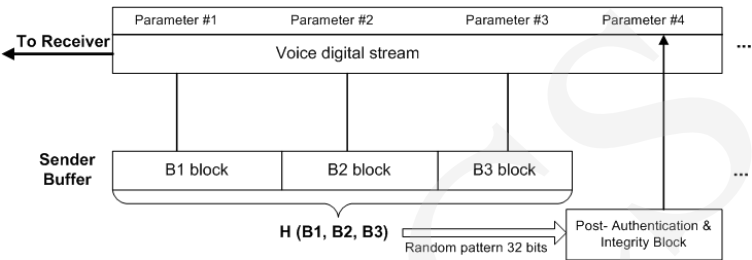 Parameter #1 Parameter #2 Parameter #3 Parameter #4
To Receiver
Voice digital stream
...
Sender
Buffer
B1 block B2 block B3 block
...
H (B1, B2, B3)
Random pattern 32 bits
Post- Authentication &
Integrity Block